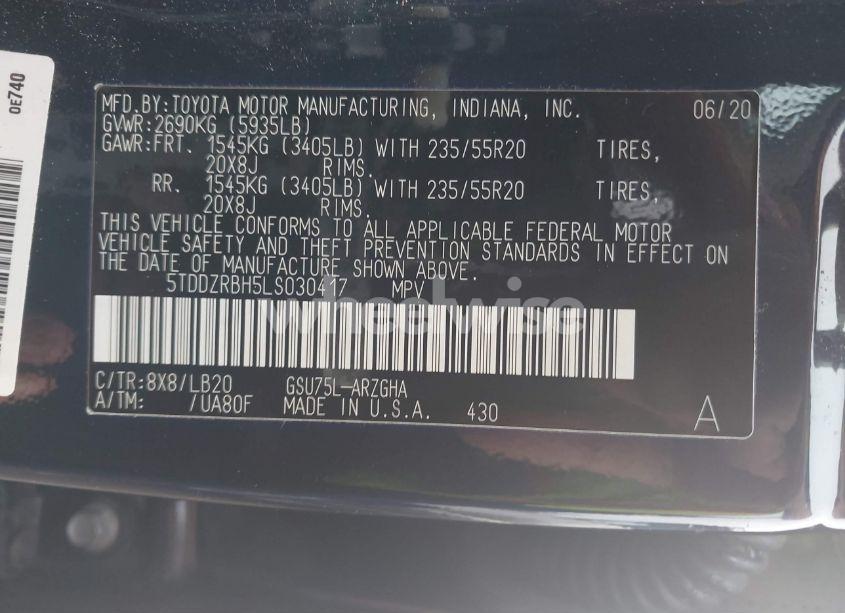 0E740
MFD.BY:TOYOTA MOTOR MANUFACTURING, INDIANA, INC. 06/20
GVWR:2690KG (5935LB)
GAWR:FRT. 1545KG (3405LB) WITH 235/55R20 TIRES,
20X8J RIMS.
RR. 1545KG (3405LB) WITH 235/55R20 TIRES,
20X8J RIMS.
THIS VEHICLE CONFORMS TO ALL APPLICABLE FEDERAL MOTOR
VEHICLE SAFETY AND THEFT PREVENTION STANDARDS IN EFFECT ON
THE DATE OF MANUFACTURE SHOWN ABOVE.
5TDDZRBH5LS030417 MPV
wheelwise
C/TR:8X8/LB20 GSU75L-ARZGHA
A/TM: /UA80F MADE IN U.S.A. 430 A